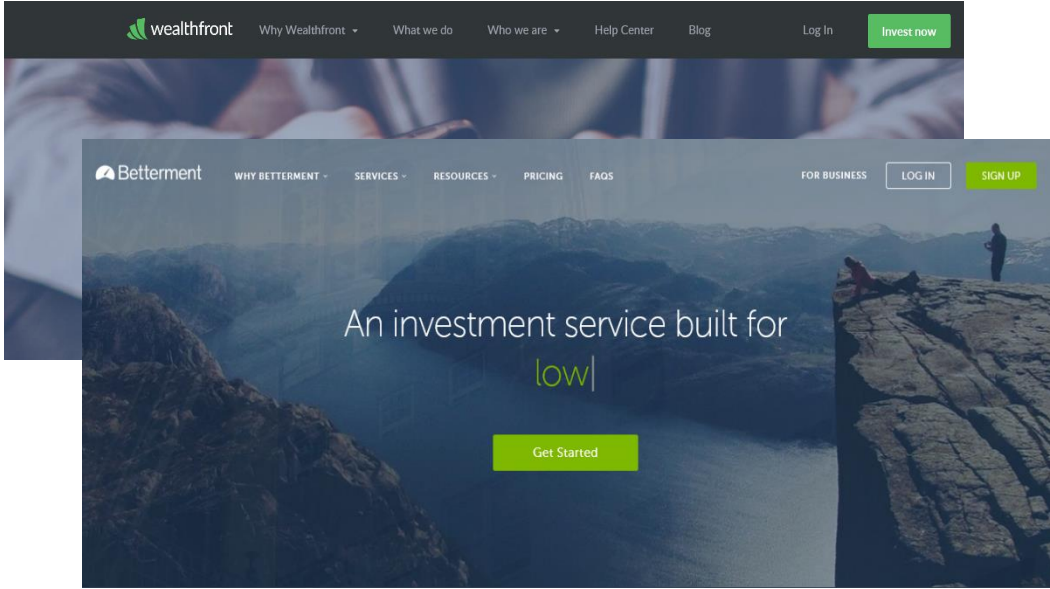 wealthfront Why Wealthfront What we do Who we are Help Center Blog Log In Invest now
Betterment WHY BETTERMENT SERVICES RESOURCES PRICING FAQS FOR BUSINESS LOG IN SIGN UP
An investment service built for
low
Get Started